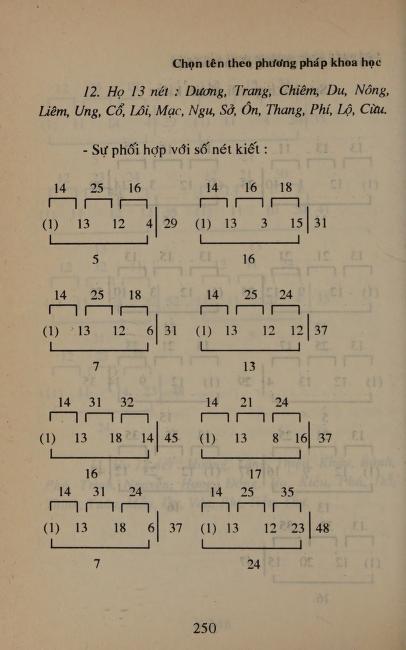 Chọn tên theo phương pháp khoa học
12. Họ 13 nét : Dương, Trang, Chiêm, Du, Nông,
Liêm, Ung, Cổ, Lôi, Mạc, Ngu, Sở, Ôn, Thang, Phí, Lộ, Cừu.
- Sự phối hợp với số nét kiết :
14 25 16 14 16 18
(1) 13 12 4 29 (1) 13 3 15 31
5 16
14 25 18 14 25 24
(1) 13 12 6 31 (1) 13 12 12 37
7 13
14 31 32 14 21 24
(1) 13 18 14 45 (1) 13 8 16 37
16 17
14 31 24 14 25 35
(1) 13 18 6 37 (1) 13 12 23 48
7 24
250